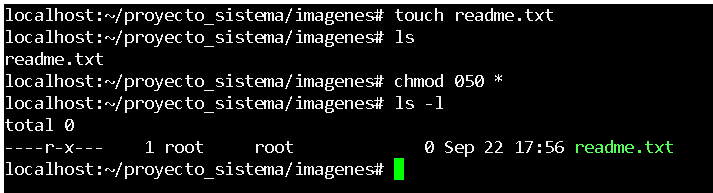 localhost:~/proyecto_sistema/imagenes# touch readme.txt
localhost:~/proyecto_sistema/imagenes# ls
readme.txt
localhost:~/proyecto_sistema/imagenes# chmod 050 *
localhost:~/proyecto_sistema/imagenes# ls -l
total 0
----r-x---    1 root     root             0 Sep 22 17:56 readme.txt
localhost:~/proyecto_sistema/imagenes#